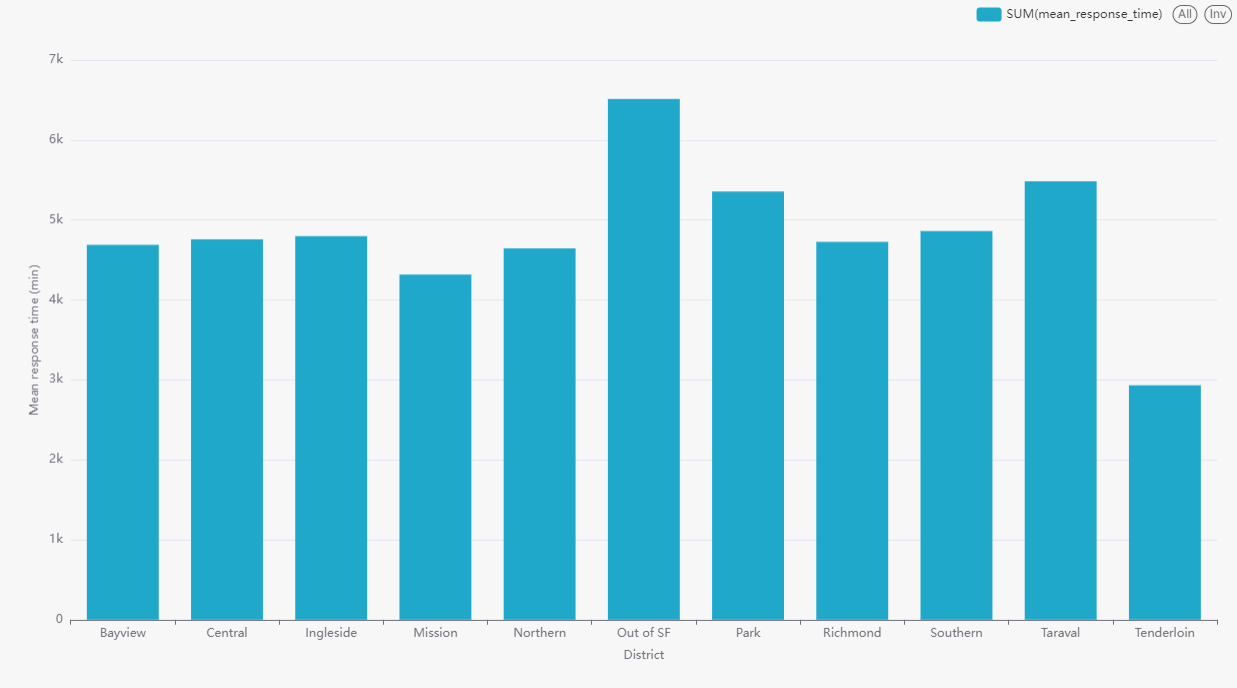 SUM(mean_response_time) All Inv
7k
6k
5k
4k
3k
2k
1k
0
Mean response time (min)
Bayview Central Ingleside Mission Northern Out of SF Park Richmond Southern Taraval Tenderloin
District